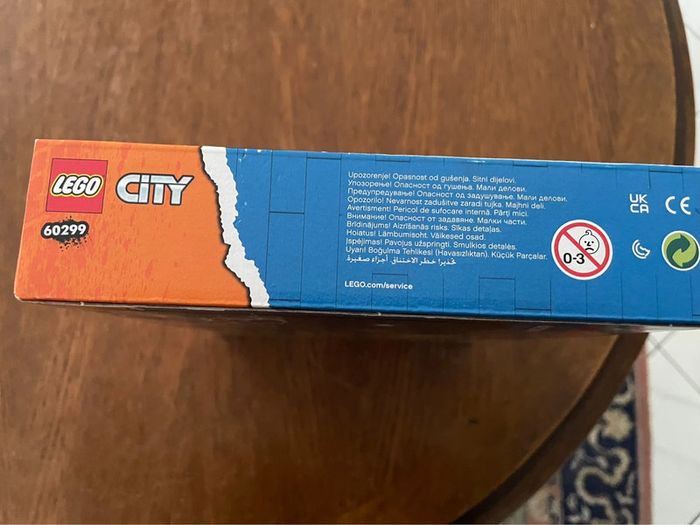 LEGO CITY
60299
Upozorenje! Opasnost od gušenja. Sitni dijelovi.
Упозорење! Опасност од гушења. Мали делови.
Предупредување! Опасност од задушување. Мали делови.
Opozorilo! Nevarnost zadušitve zaradi tujka. Majhni deli.
Avertisment! Pericol de sufocare internă. Părți mici.
Внимание! Опасност от задавяне. Малки части.
Brīdinājums! Aizrīšanās risks. Sīkas detaļas.
Hoiatus! Lämbumisoht. Väikesed osad.
Įspėjimas! Pavojus užspringti. Smulkios detalės.
Uyarı! Boğulma Tehlikesi (Havasızlıktan). Küçük Parçalar.
تحذير! خطر الاختناق. أجزاء صغيرة.
LEGO.com/service
0-3
UK
CA
CE